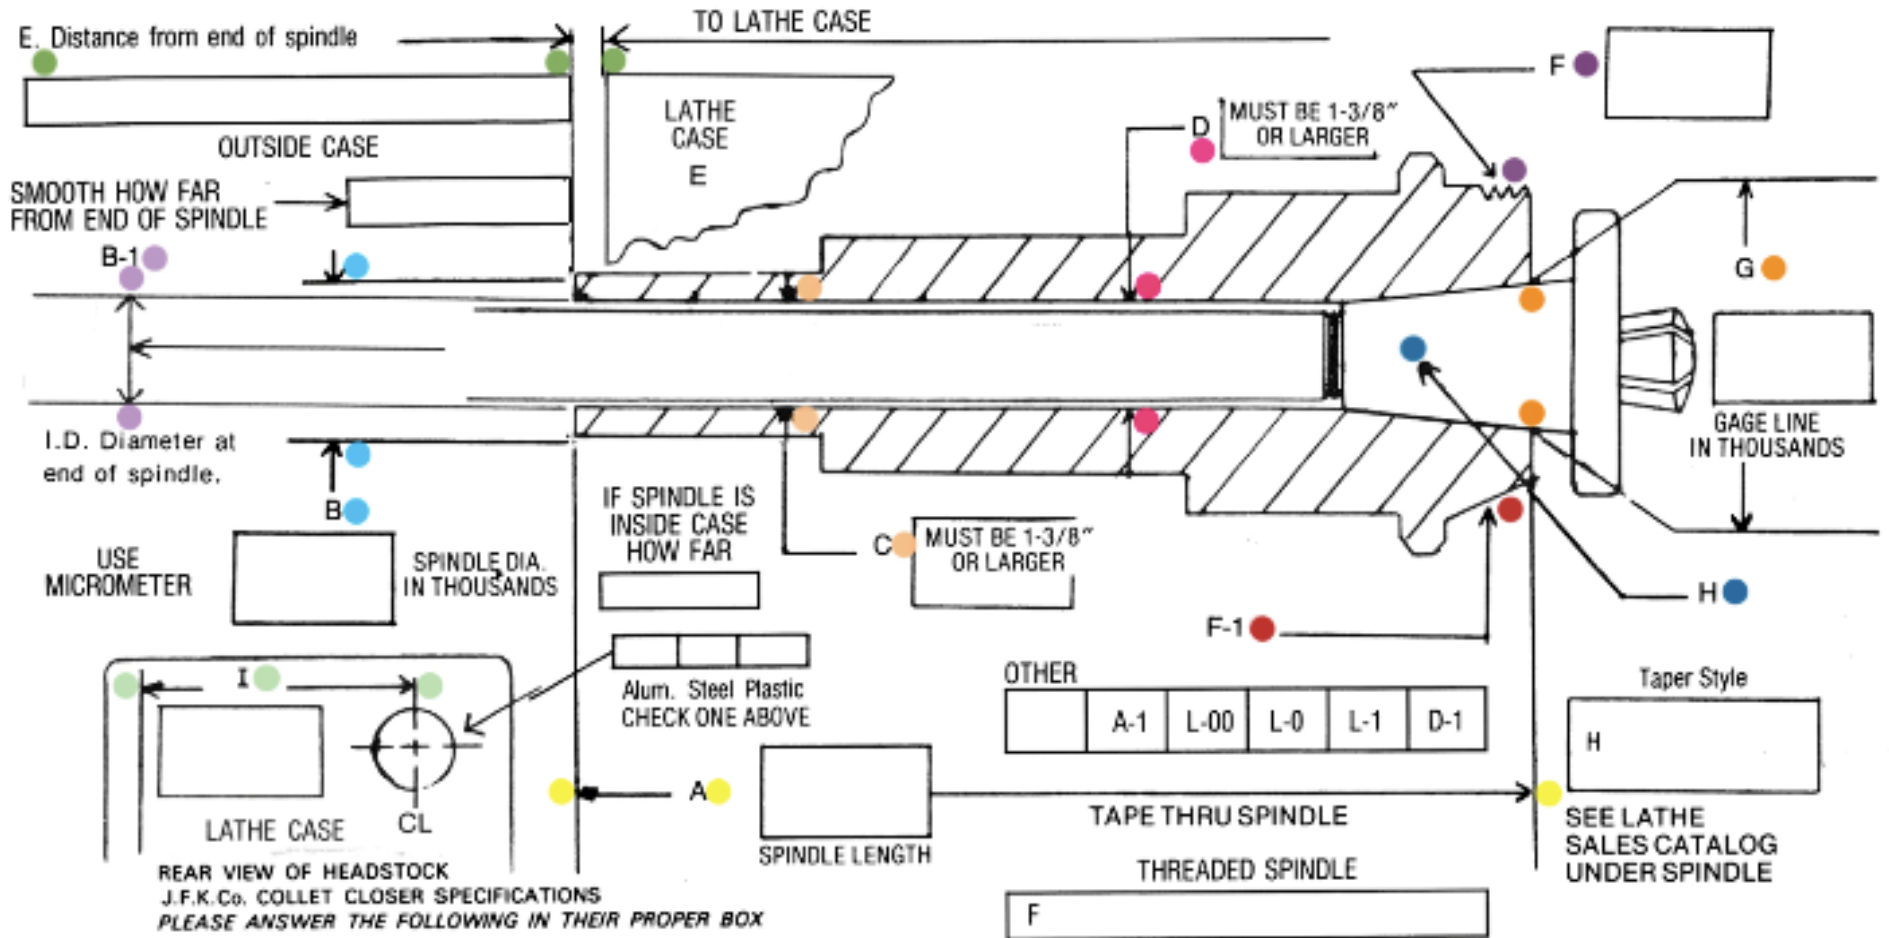 E. Distance from end of spindle
TO LATHE CASE
OUTSIDE CASE
LATHE
CASE
E
D
MUST BE 1-3/8"
OR LARGER
F
SMOOTH HOW FAR
FROM END OF SPINDLE
B-1
G
I.D. Diameter at
end of spindle.
B
GAGE LINE
IN THOUSANDS
USE
MICROMETER
SPINDLE DIA.
IN THOUSANDS
IF SPINDLE IS
INSIDE CASE
HOW FAR
C
MUST BE 1-3/8"
OR LARGER
H
F-1
I
Alum. Steel Plastic
CHECK ONE ABOVE
OTHER
A-1 L-00 L-0 L-1 D-1
Taper Style
H
LATHE CASE
CL
A
SPINDLE LENGTH
TAPE THRU SPINDLE
SEE LATHE
SALES CATALOG
UNDER SPINDLE
REAR VIEW OF HEADSTOCK
J.F.K.Co. COLLET CLOSER SPECIFICATIONS
PLEASE ANSWER THE FOLLOWING IN THEIR PROPER BOX
THREADED SPINDLE
F